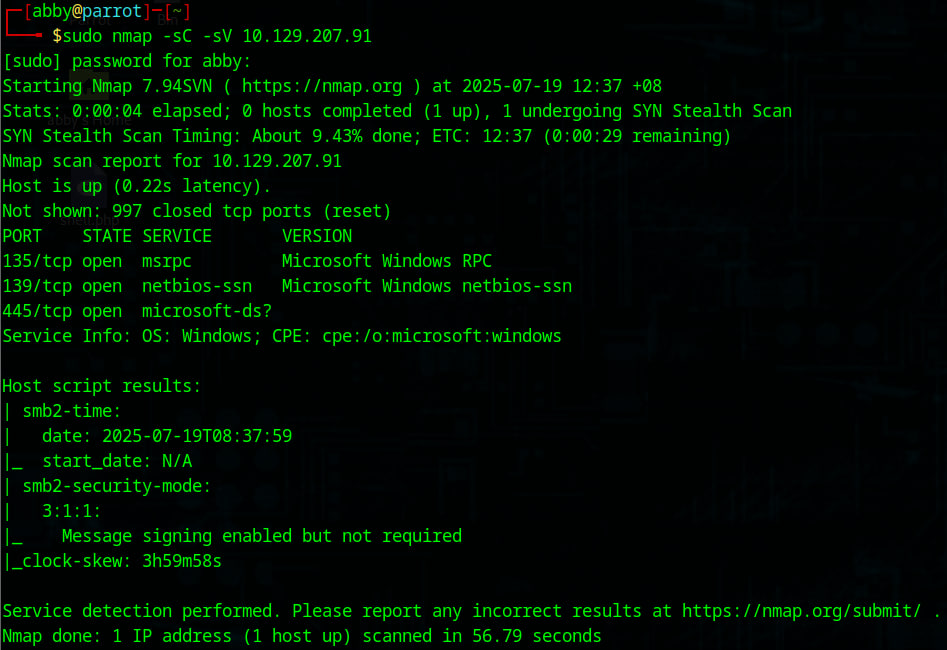 ┌─[abby@parrot]─[~]
└──╼ $sudo nmap -sC -sV 10.129.207.91
[sudo] password for abby:
Starting Nmap 7.94SVN ( https://nmap.org ) at 2025-07-19 12:37 +08
Stats: 0:00:04 elapsed; 0 hosts completed (1 up), 1 undergoing SYN Stealth Scan
SYN Stealth Scan Timing: About 9.43% done; ETC: 12:37 (0:00:29 remaining)
Nmap scan report for 10.129.207.91
Host is up (0.22s latency).
Not shown: 997 closed tcp ports (reset)
PORT    STATE SERVICE       VERSION
135/tcp open  msrpc         Microsoft Windows RPC
139/tcp open  netbios-ssn   Microsoft Windows netbios-ssn
445/tcp open  microsoft-ds?
Service Info: OS: Windows; CPE: cpe:/o:microsoft:windows

Host script results:
| smb2-time:
|   date: 2025-07-19T08:37:59
|_  start_date: N/A
| smb2-security-mode:
|   3:1:1:
|_    Message signing enabled but not required
|_clock-skew: 3h59m58s

Service detection performed. Please report any incorrect results at https://nmap.org/submit/ .
Nmap done: 1 IP address (1 host up) scanned in 56.79 seconds